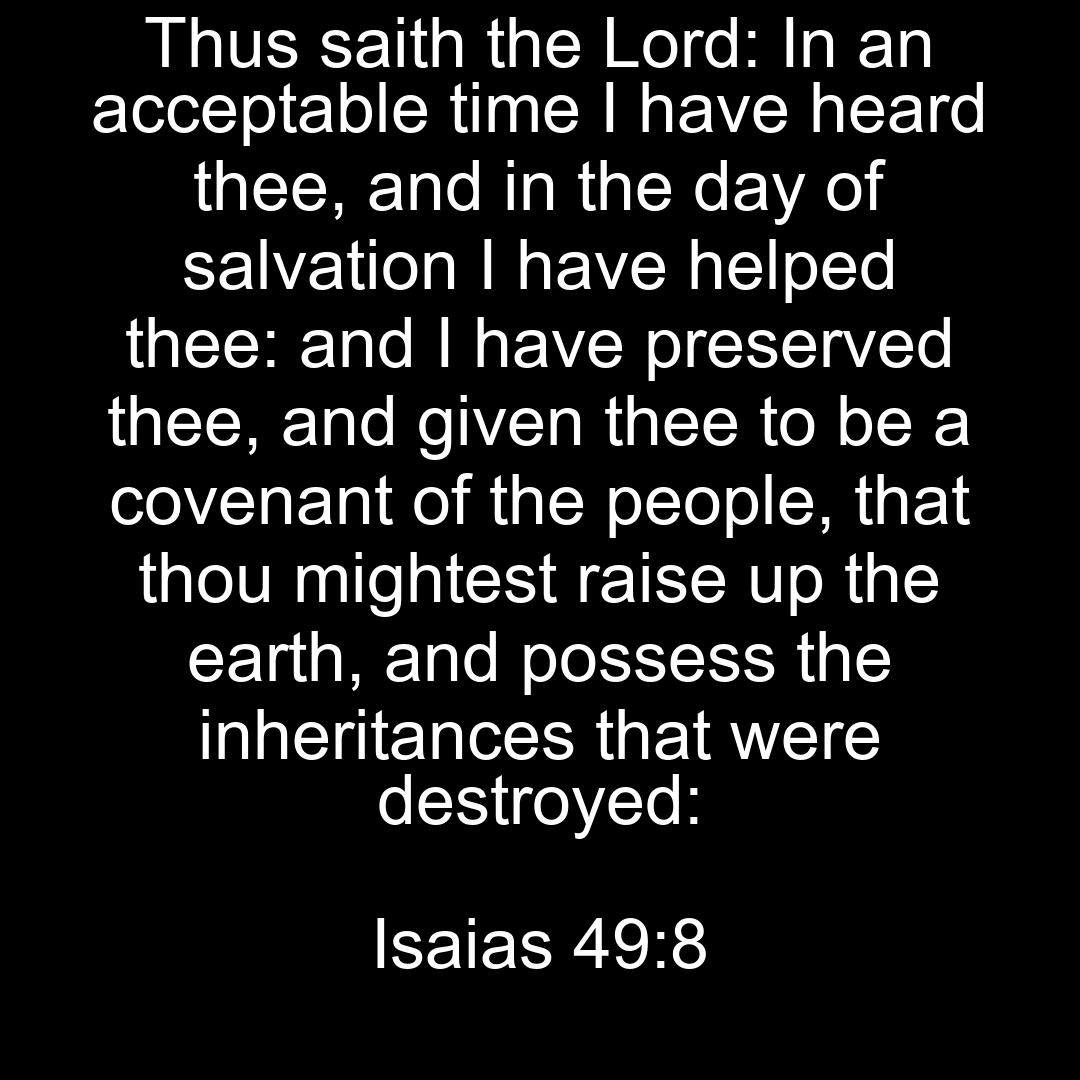 Thus saith the Lord: In an
acceptable time I have heard
thee, and in the day of
salvation I have helped
thee: and I have preserved
thee, and given thee to be a
covenant of the people, that
thou mightest raise up the
earth, and possess the
inheritances that were
destroyed:
Isaias 49:8